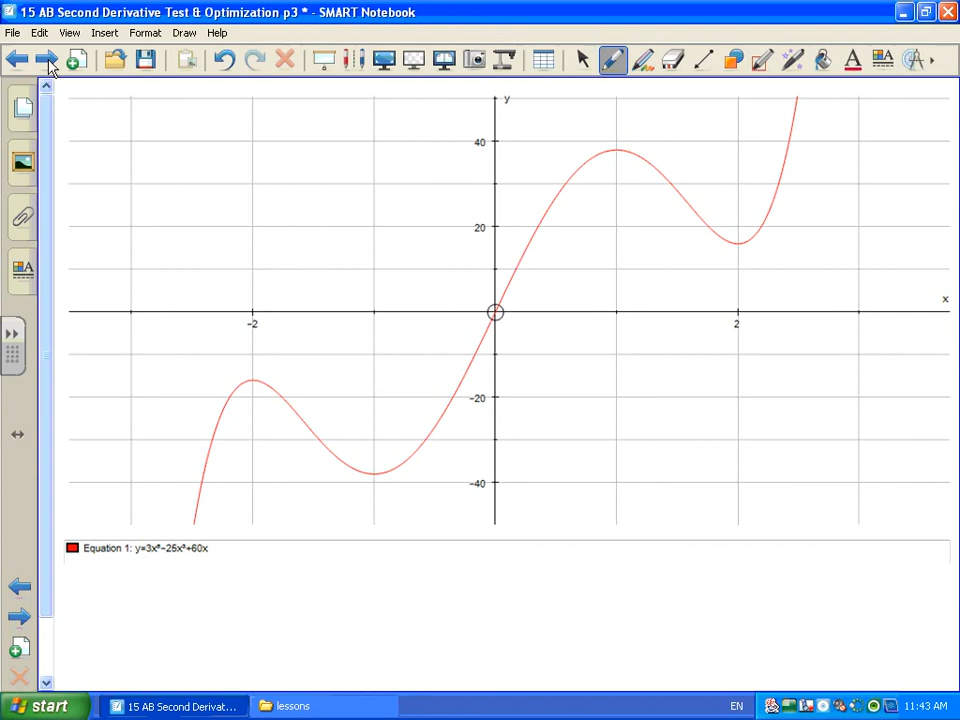 15 AB Second Derivative Test & Optimization p3 * - SMART Notebook
File Edit View Insert Format Draw Help
y
40
20
x
-2
2
-20
-40
Equation 1: y=3x⁵-25x³+60x
start
15 AB Second Derivat...
lessons
EN
11:43 AM